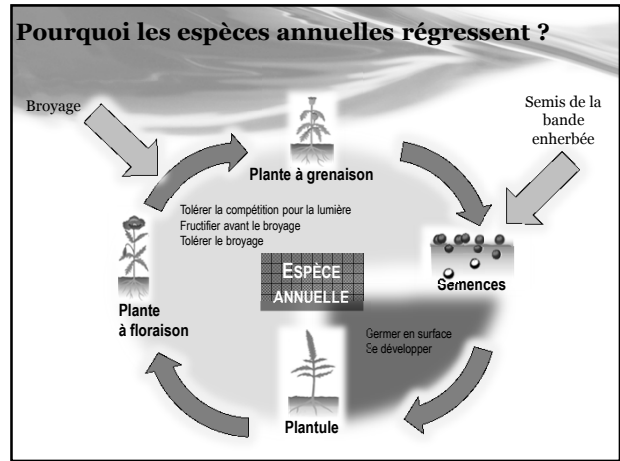 Pourquoi les espèces annuelles régressent ?
Broyage
Semis de la
bande
enherbée
Plante à grenaison
Tolérer la compétition pour la lumière
Fructifier avant le broyage
Tolérer le broyage
ESPÈCE
ANNUELLE
Semences
Plante
à floraison
Germer en surface
Se développer
Plantule